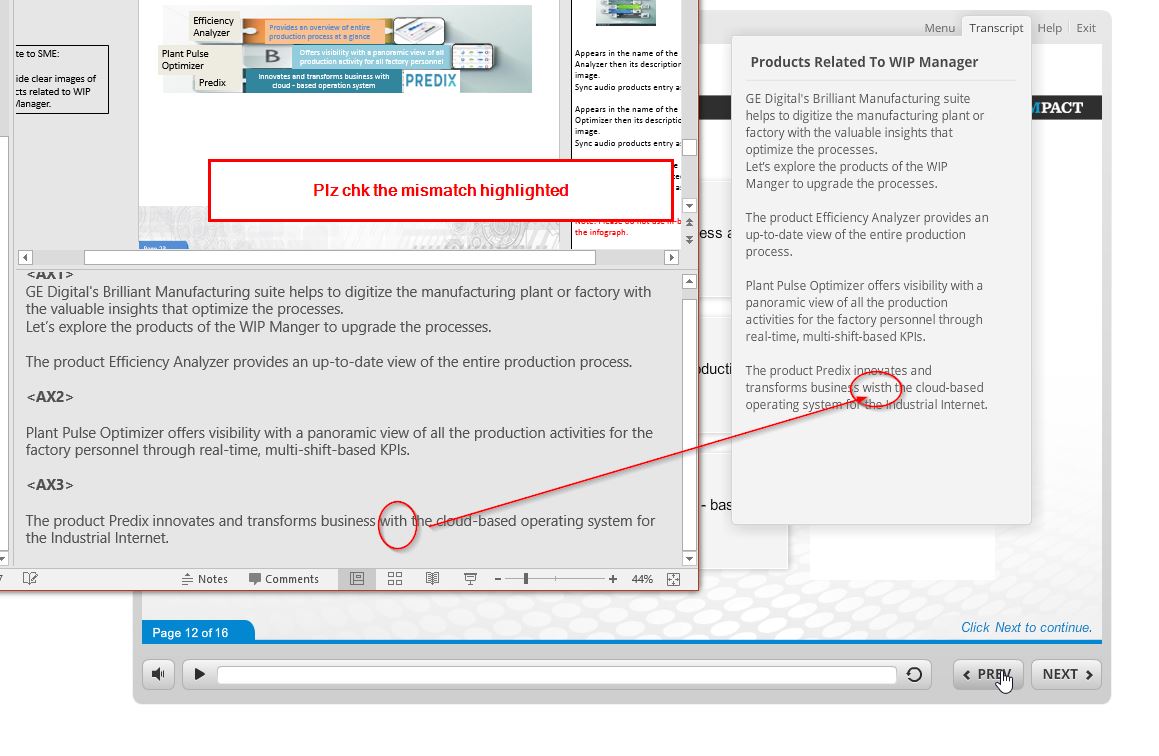 Efficiency
Analyzer
Provides an overview of entire
production process at a glance
Plant Pulse
Optimizer
B
Offers visibility with a panoramic view of all
production activity for all factory personnel
Predix
Innovates and transforms business with
cloud - based operation system
PREDIX
te to SME:
ide clear images of
cts related to WIP
Manager.
Appears in the name of the
Analyzer then its description
image.
Sync audio products entry as
Appears in the name of the
Optimizer then its descriptio
image.
Sync audio products entry as
Plz chk the mismatch highlighted
the infograph.
<AX1>
GE Digital's Brilliant Manufacturing suite helps to digitize the manufacturing plant or factory with
the valuable insights that optimize the processes.
Let's explore the products of the WIP Manger to upgrade the processes.
The product Efficiency Analyzer provides an up-to-date view of the entire production process.
<AX2>
Plant Pulse Optimizer offers visibility with a panoramic view of all the production activities for the
factory personnel through real-time, multi-shift-based KPIs.
<AX3>
The product Predix innovates and transforms business with the cloud-based operating system for
the Industrial Internet.
Notes
Comments
44%
Menu
Transcript
Help
Exit
MPACT
Products Related To WIP Manager
GE Digital's Brilliant Manufacturing suite
helps to digitize the manufacturing plant or
factory with the valuable insights that
optimize the processes.
Let's explore the products of the WIP
Manger to upgrade the processes.
The product Efficiency Analyzer provides an
up-to-date view of the entire production
process.
Plant Pulse Optimizer offers visibility with a
panoramic view of all the production
activities for the factory personnel through
real-time, multi-shift-based KPIs.
The product Predix innovates and
transforms business wisth the cloud-based
operating system for the Industrial Internet.
ess a
oducti
- bas
Page 12 of 16
Click Next to continue.
PREV
NEXT